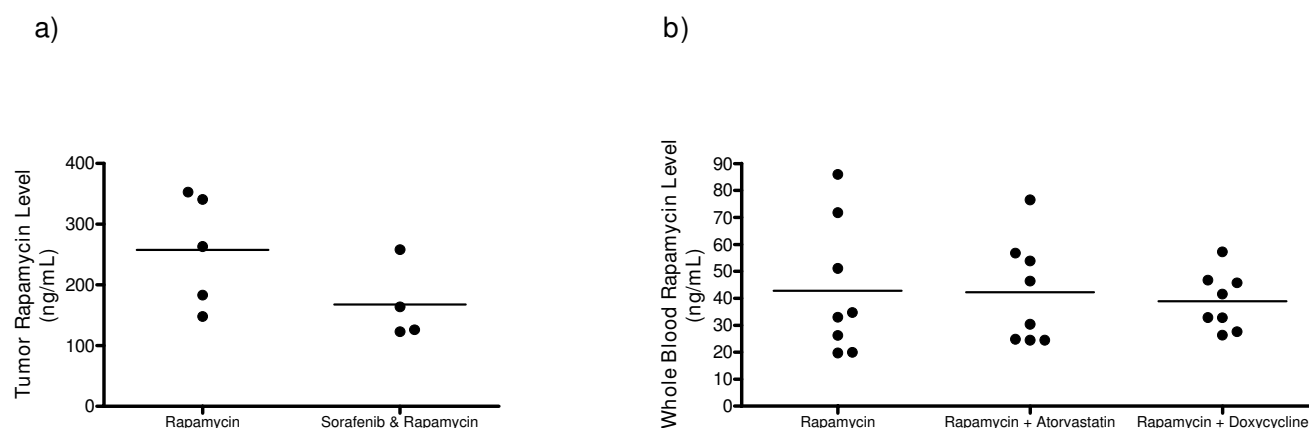 a)
Tumor Rapamycin Level
(ng/mL)
400
300
200
100
0
Rapamycin
Sorafenib & Rapamycin
b)
Whole Blood Rapamycin Level
(ng/mL)
90
80
70
60
50
40
30
20
10
0
Rapamycin
Rapamycin + Atorvastatin
Rapamycin + Doxycycline